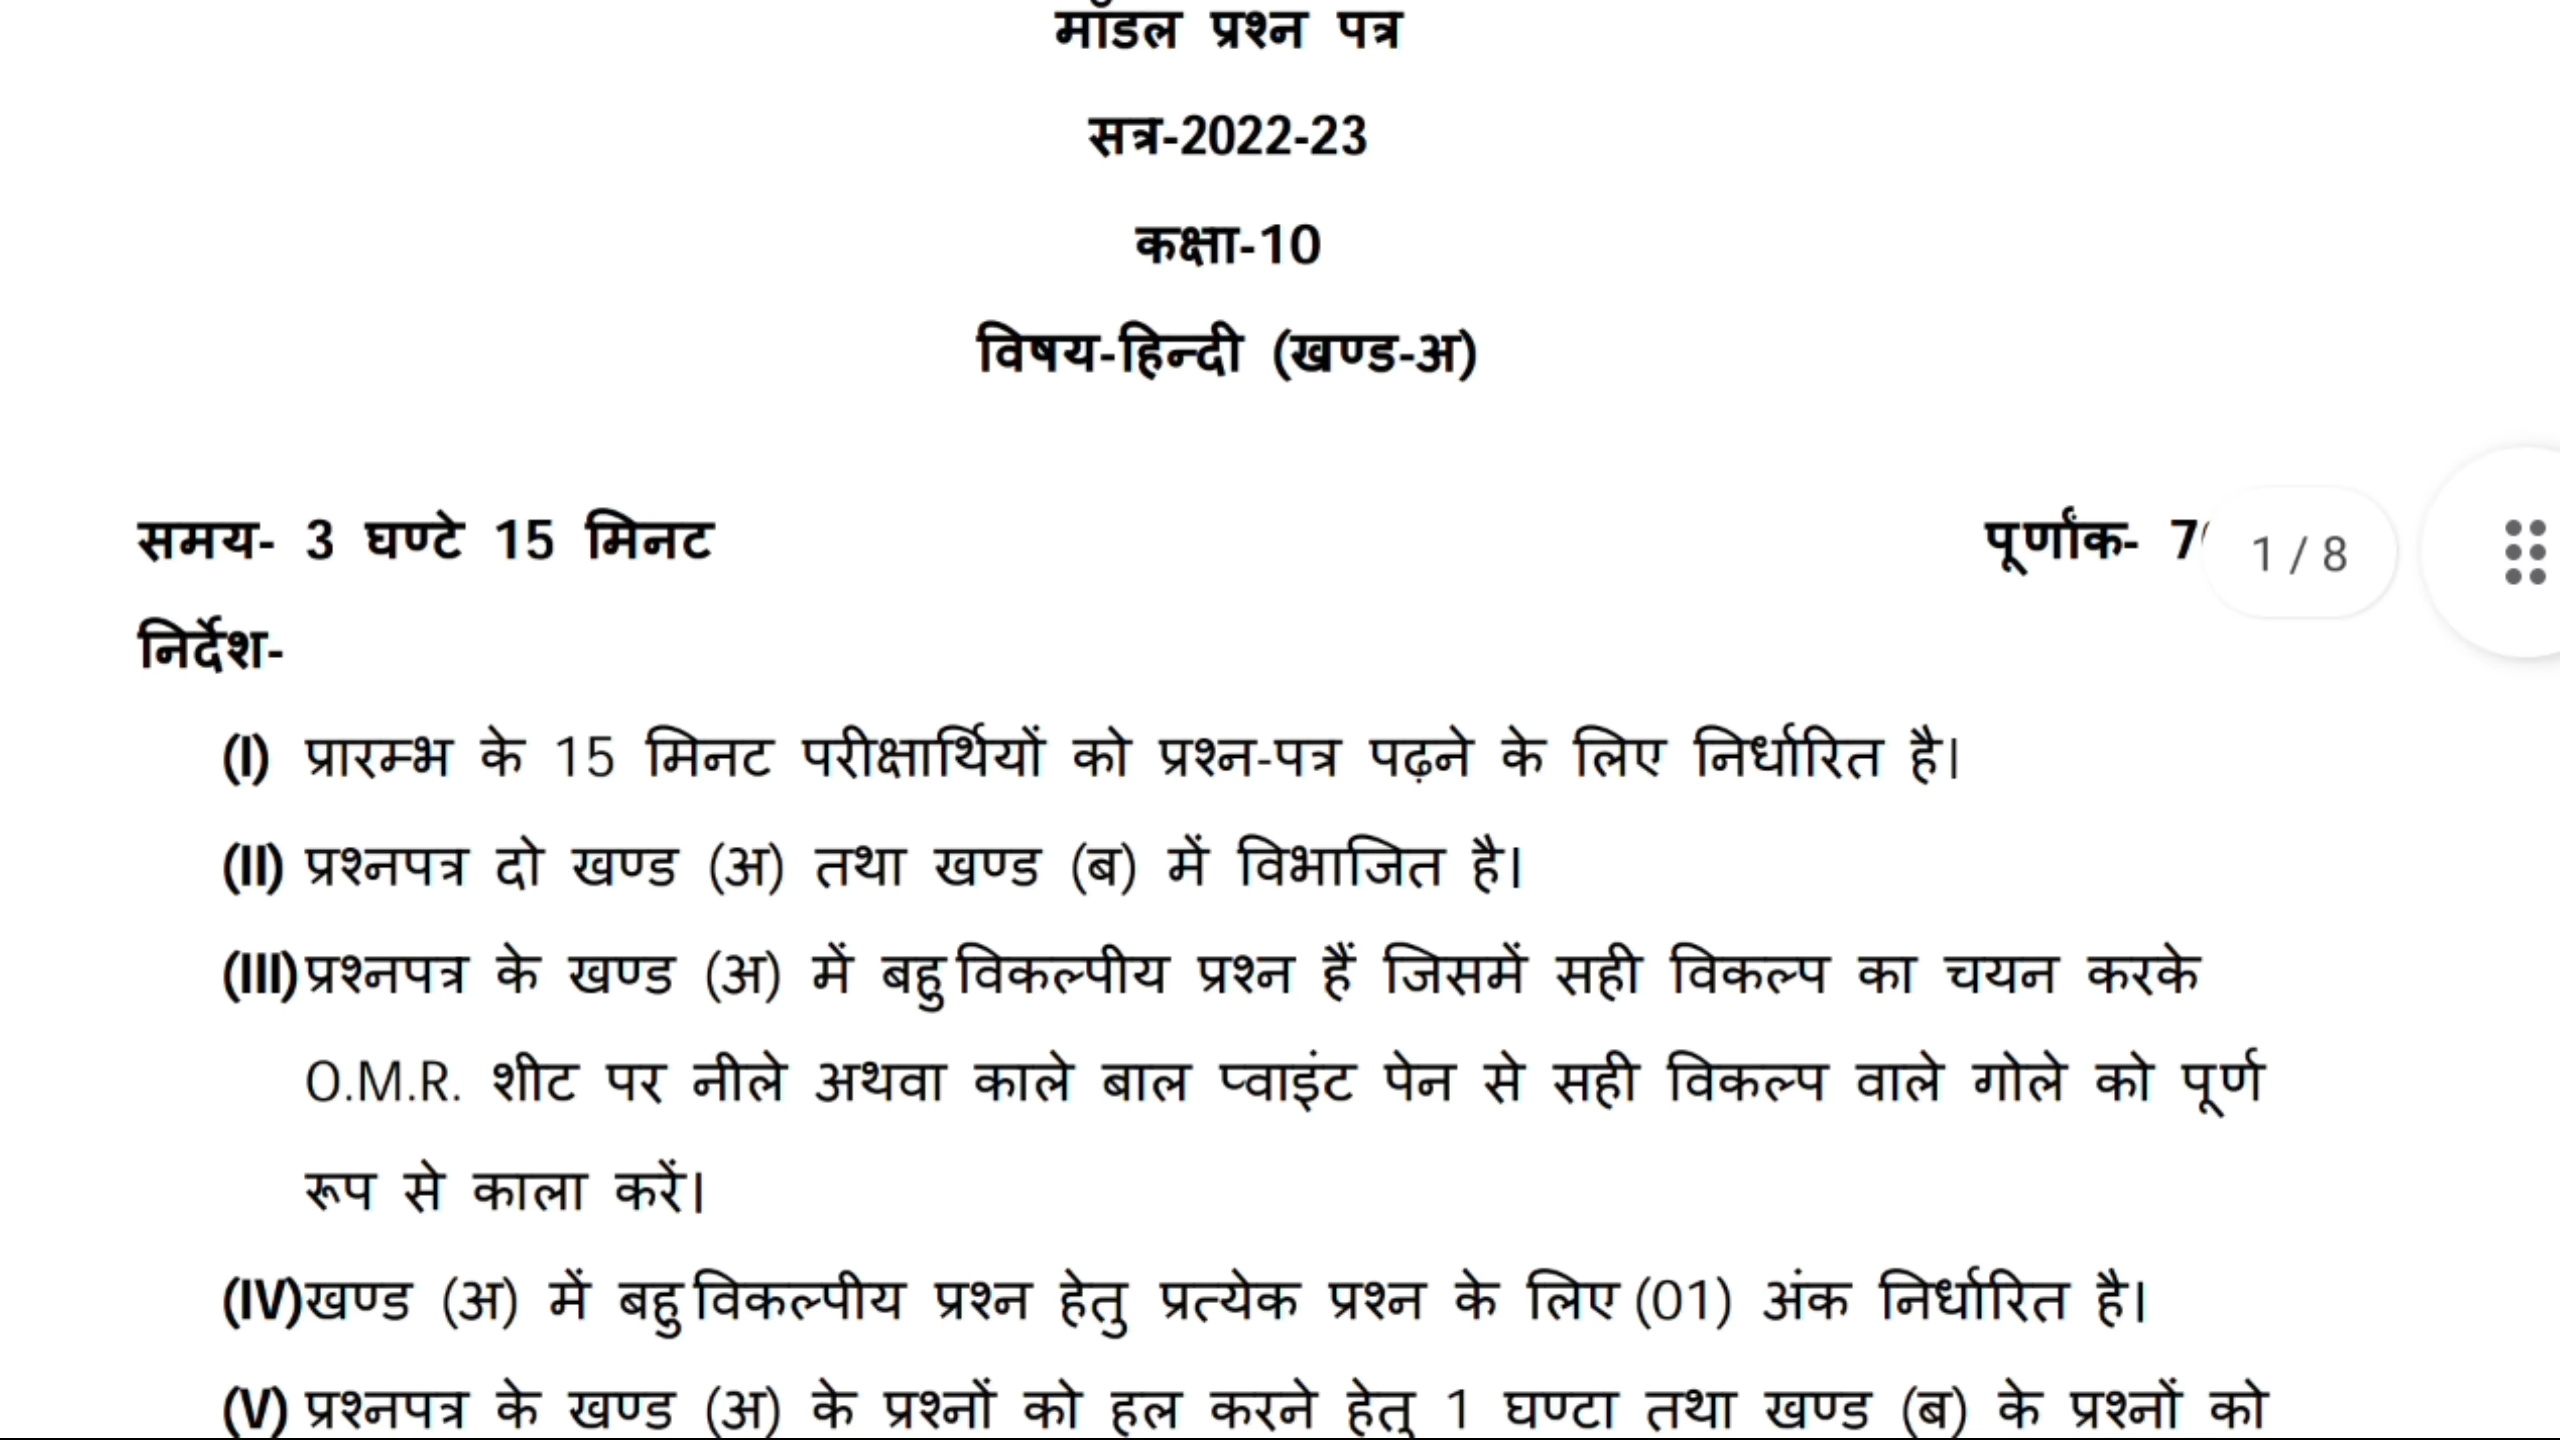 मॉडल प्रश्न पत्र
सत्र-2022-23
कक्षा-10
विषय-हिन्दी (खण्ड-अ)
समय- 3 घण्टे 15 मिनट पूर्णांक-
1 / 8
निर्देश-
(I) प्रारम्भ के 15 मिनट परीक्षार्थियों को प्रश्न-पत्र पढ़ने के लिए निर्धारित है।
(II) प्रश्नपत्र दो खण्ड (अ) तथा खण्ड (ब) में विभाजित है।
(III) प्रश्नपत्र के खण्ड (अ) में बहुविकल्पीय प्रश्न हैं जिसमें सही विकल्प का चयन करके
O.M.R. शीट पर नीले अथवा काले बाल प्वाइंट पेन से सही विकल्प वाले गोले को पूर्ण
रूप से काला करें।
(IV) खण्ड (अ) में बहुविकल्पीय प्रश्न हेतु प्रत्येक प्रश्न के लिए (01) अंक निर्धारित है।
(V) प्रश्नपत्र के खण्ड (अ) के प्रश्नों को हल करने हेतु 1 घण्टा तथा खण्ड (ब) के प्रश्नों को